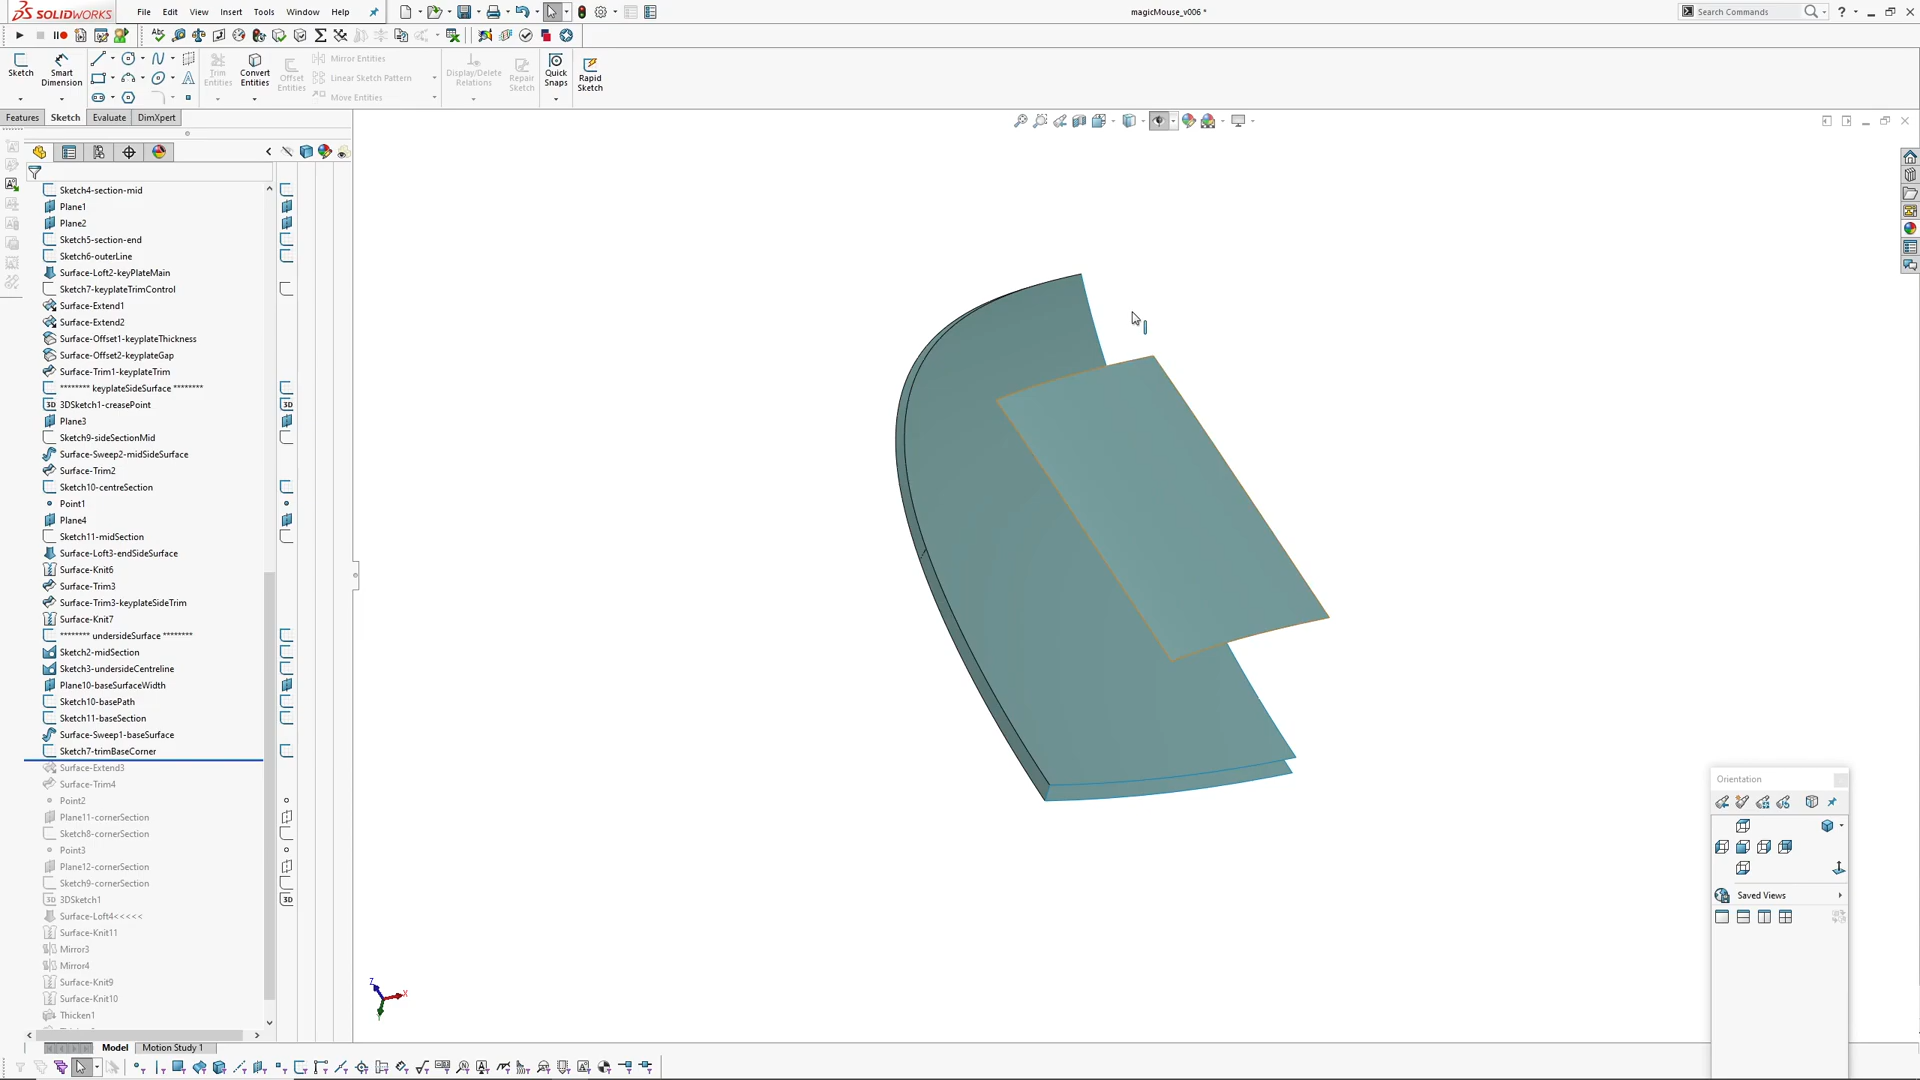 SOLIDWORKS
File Edit View Insert Tools Window Help
magicMouse_v006 *
Search Commands
Sketch
Smart Dimension
Trim Entities
Convert Entities
Offset Entities
Mirror Entities
Linear Sketch Pattern
Move Entities
Display/Delete Relations
Repair Sketch
Quick Snaps
Rapid Sketch
Features Sketch Evaluate DimXpert
Sketch4-section-mid
Plane1
Plane2
Sketch5-section-end
Sketch6-outerLine
Surface-Loft2-keyPlateMain
Sketch7-keyplateTrimControl
Surface-Extend1
Surface-Extend2
Surface-Offset1-keyplateThickness
Surface-Offset2-keyplateGap
Surface-Trim1-keyplateTrim
******** keyplateSideSurface ********
3DSketch1-creasePoint
Plane3
Sketch9-sideSectionMid
Surface-Sweep2-midSideSurface
Surface-Trim2
Sketch10-centreSection
Point1
Plane4
Sketch11-midSection
Surface-Loft3-endSideSurface
Surface-Knit6
Surface-Trim3
Surface-Trim3-keyplateSideTrim
Surface-Knit7
******** undersideSurface ********
Sketch2-midSection
Sketch3-undersideCentreline
Plane10-baseSurfaceWidth
Sketch10-basePath
Sketch11-baseSection
Surface-Sweep1-baseSurface
Sketch7-trimBaseCorner
Surface-Extend3
Surface-Trim4
Point2
Plane11-cornerSection
Sketch8-cornerSection
Point3
Plane12-cornerSection
Sketch9-cornerSection
3DSketch1
Surface-Loft4<<<<<
Surface-Knit11
Mirror3
Mirror4
Surface-Knit9
Surface-Knit10
Thicken1
Orientation
Saved Views
Z
X
Model Motion Study 1